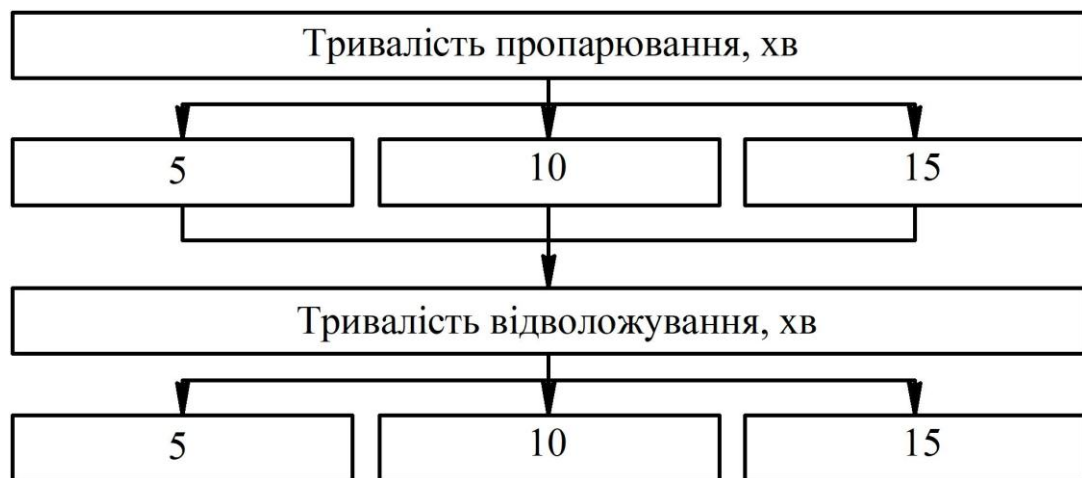 Тривалість пропарювання, хв
5 10 15
Тривалість відволожування, хв
5 10 15